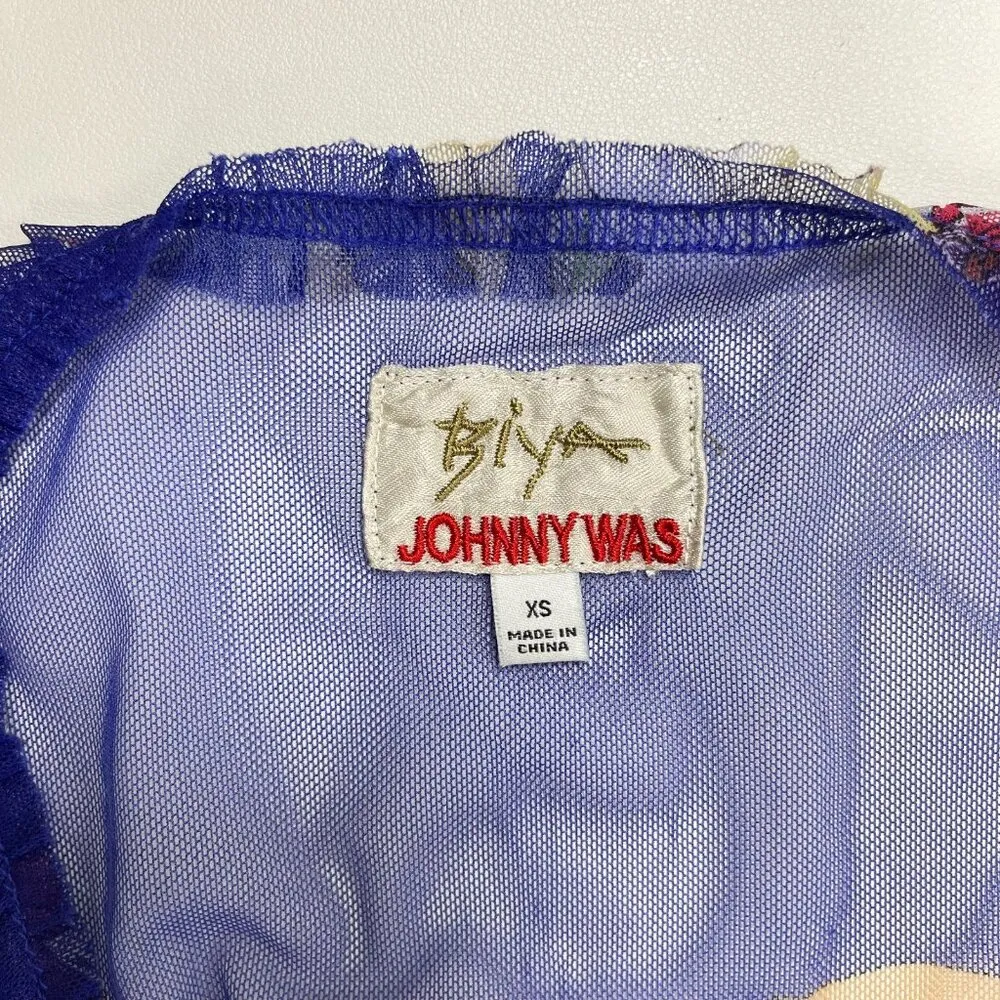 Biya
JOHNNY WAS
XS
MADE IN
CHINA